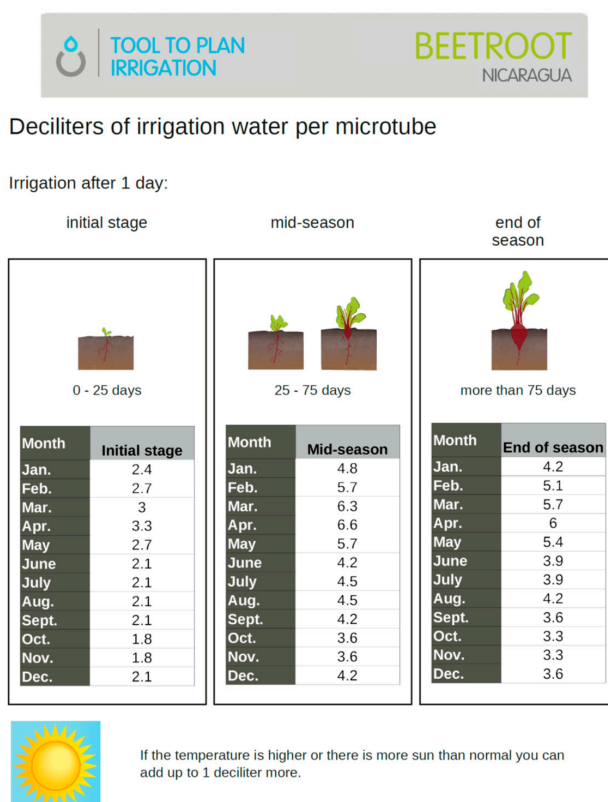 TOOL TO PLAN
IRRIGATION
BEETROOT
NICARAGUA
Deciliters of irrigation water per microtube
Irrigation after 1 day:
initial stage
0 - 25 days
Month Initial stage
Jan. 2.4
Feb. 2.7
Mar. 3
Apr. 3.3
May 2.7
June 2.1
July 2.1
Aug. 2.1
Sept. 2.1
Oct. 1.8
Nov. 1.8
Dec. 2.1
mid-season
25 - 75 days
Month Mid-season
Jan. 4.8
Feb. 5.7
Mar. 6.3
Apr. 6.6
May 5.7
June 4.2
July 4.5
Aug. 4.5
Sept. 4.2
Oct. 3.6
Nov. 3.6
Dec. 4.2
end of
season
more than 75 days
Month End of season
Jan. 4.2
Feb. 5.1
Mar. 5.7
Apr. 6
May 5.4
June 3.9
July 3.9
Aug. 4.2
Sept. 3.6
Oct. 3.3
Nov. 3.3
Dec. 3.6
If the temperature is higher or there is more sun than normal you can
add up to 1 deciliter more.